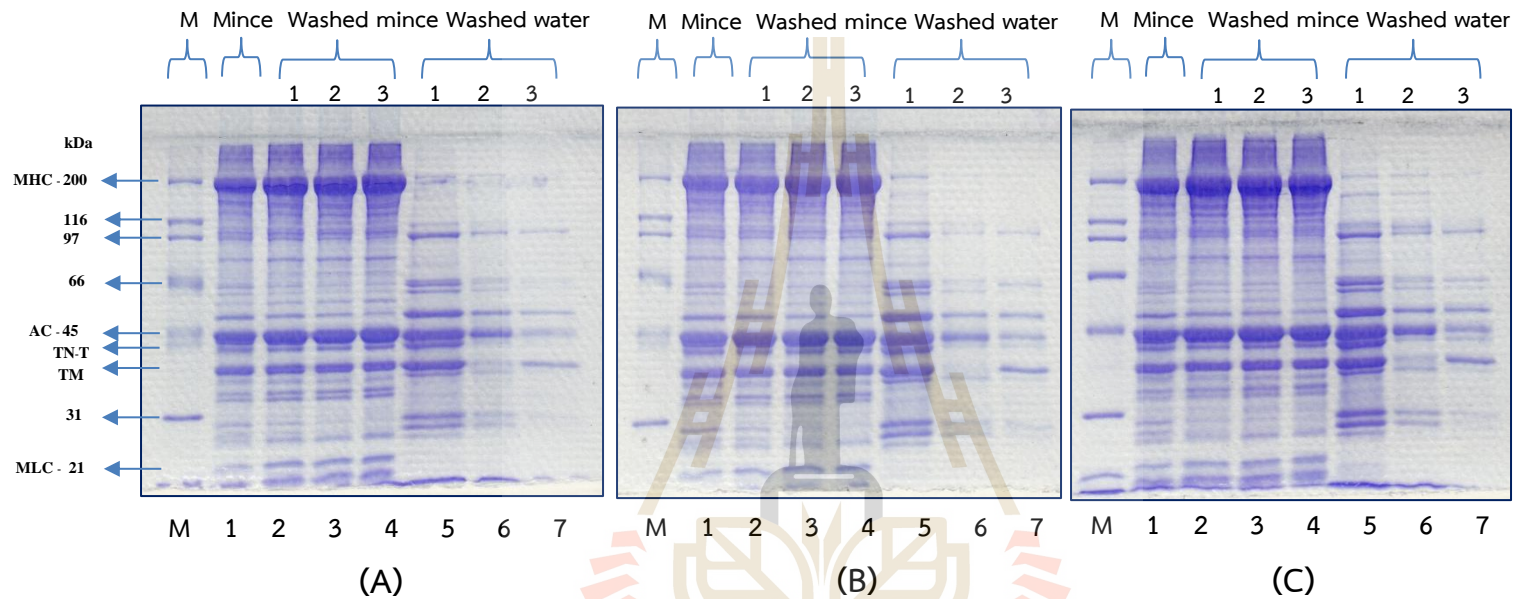 M Mince Washed mince Washed water
M Mince Washed mince Washed water
M Mince Washed mince Washed water
1 2 3 1 2 3
1 2 3 1 2 3
1 2 3 1 2 3
kDa
MHC - 200
116
97
66
AC - 45
TN-T
TM
31
MLC - 21
M 1 2 3 4 5 6 7
M 1 2 3 4 5 6 7
M 1 2 3 4 5 6 7
(A)
(B)
(C)